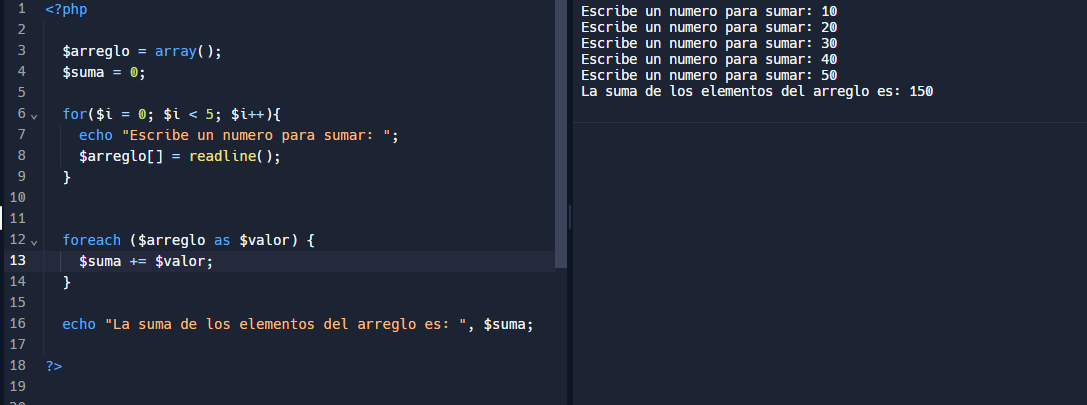 1 <?php
2
3 $arreglo = array();
4 $suma = 0;
5
6 for($i = 0; $i < 5; $i++){
7 echo "Escribe un numero para sumar: ";
8 $arreglo[] = readline();
9 }
10
11
12 foreach ($arreglo as $valor) {
13 $suma += $valor;
14 }
15
16 echo "La suma de los elementos del arreglo es: ", $suma;
17
18 ?>
19
20
Escribe un numero para sumar: 10
Escribe un numero para sumar: 20
Escribe un numero para sumar: 30
Escribe un numero para sumar: 40
Escribe un numero para sumar: 50
La suma de los elementos del arreglo es: 150